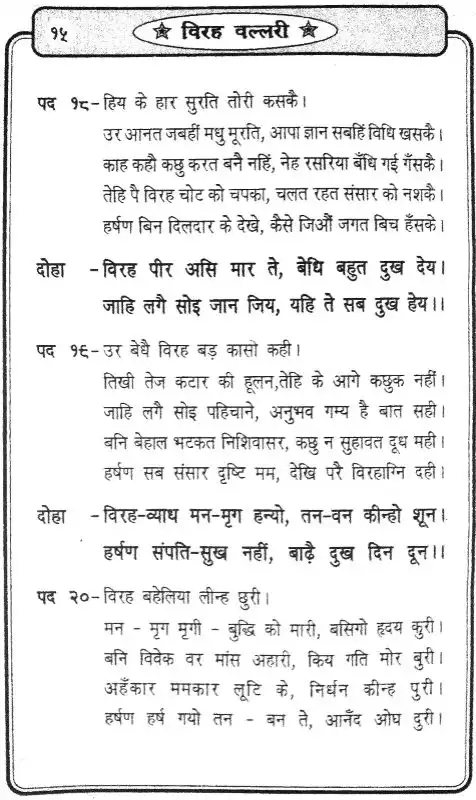 १५
★ विरह वल्लरी ★
पद १८-हिय के हार सुरति तोरी कसकै।
उर आनत जबहीं मधु मूरति, आपा ज्ञान सबहिं विधि खसकै।
काह कहौ कछु करत बनै नहिं, नेह रसरिया बँधि गई गँसकै।
तेहि पै विरह चोट को चपका, चलत रहत संसार को नशकै।
हर्षण बिन दिलदार के देखे, कैसे जिऔं जगत बिच हँसके।
दोहा -विरह पीर असि मार ते, बेधि बहुत दुख देय।
जाहि लगै सोइ जान जिय, यहि ते सब दुख हेय।।
पद १९-उर बेधै विरह बड़ कासो कही।
तिखी तेज कटार की हूलन,तेहि के आगे कछुक नहीं।
जाहि लगै सोइ पहिचाने, अनुभव गम्य है बात सही।
बनि बेहाल भटकत निशिवासर, कछु न सुहावत दूध मही।
हर्षण सब संसार दृष्टि मम, देखि परै विरहाग्नि दही।
दोहा -विरह-व्याध मन-मृग हन्यो, तन-वन कीन्हो शून।
हर्षण संपति-सुख नहीं, बाढ़ै दुख दिन दून।।
पद २०-विरह बहेलिया लीन्ह छुरी।
मन - मृग मृगी - बुद्धि को मारी, बसिगो हृदय कुरी।
बनि विवेक वर मांस अहारी, किय गति मोर बुरी।
अहँकार ममकार लूटि के, निर्धन कीन्ह पुरी।
हर्षण हर्ष गयो तन - बन ते, आनँद ओघ दुरी।